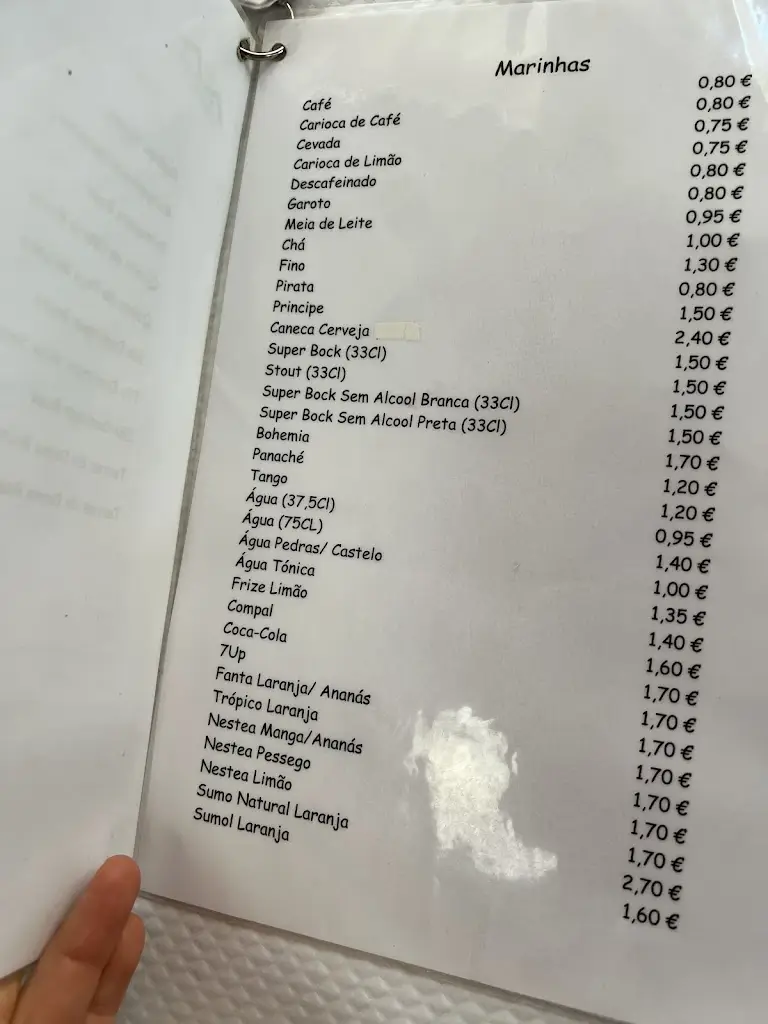 Marinhas
Café 0,80 €
Carioca de Café 0,80 €
Cevada 0,75 €
Carioca de Limão 0,75 €
Descafeinado 0,80 €
Garoto 0,80 €
Meia de Leite 0,95 €
Chá 1,00 €
Fino 1,30 €
Pirata 0,80 €
Principe 1,50 €
Caneca Cerveja 2,40 €
Super Bock (33Cl) 1,50 €
Stout (33Cl) 1,50 €
Super Bock Sem Alcool Branca (33Cl) 1,50 €
Super Bock Sem Alcool Preta (33Cl) 1,50 €
Bohemia 1,70 €
Panaché 1,20 €
Tango 1,20 €
Água (37,5Cl) 0,95 €
Água (75CL) 1,40 €
Água Pedras/ Castelo 1,00 €
Água Tónica 1,35 €
Frize Limão 1,40 €
Compal 1,60 €
Coca-Cola 1,70 €
7Up 1,70 €
Fanta Laranja/ Ananás 1,70 €
Trópico Laranja 1,70 €
Nestea Manga/Ananás 1,70 €
Nestea Pessego 1,70 €
Nestea Limão 1,70 €
Sumo Natural Laranja 2,70 €
Sumol Laranja 1,60 €